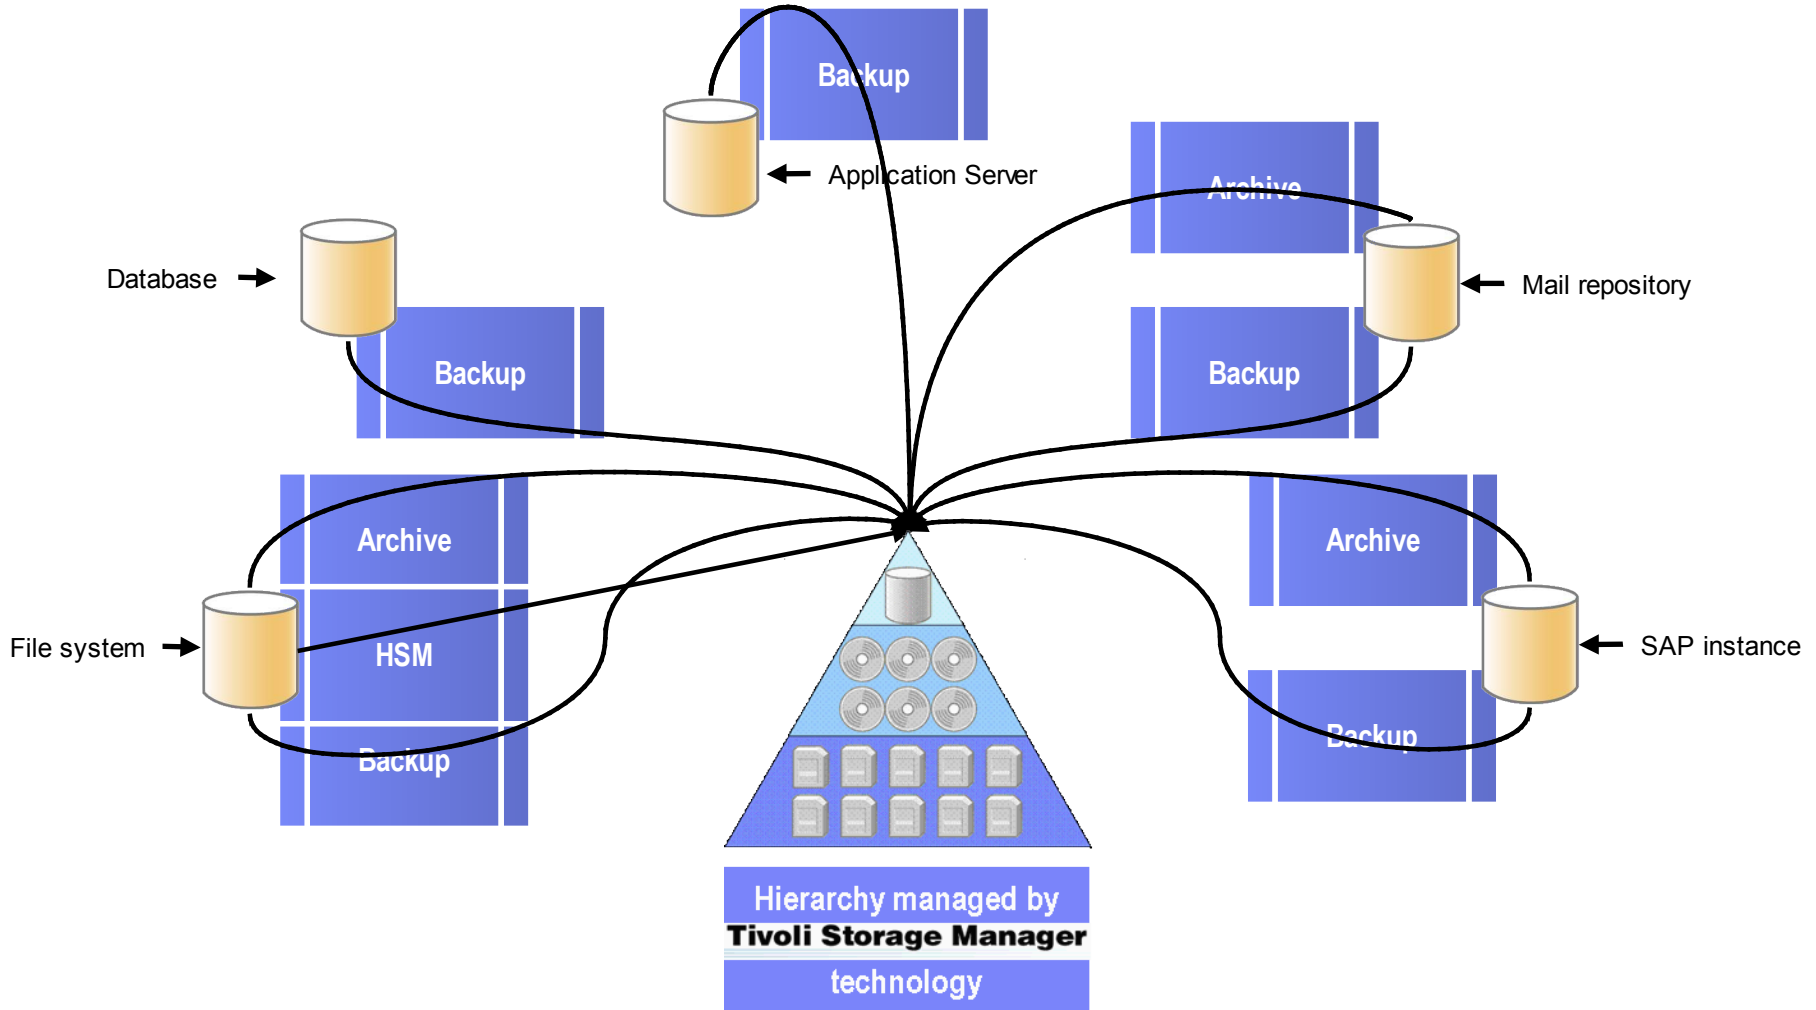 Backup
Application Server
Archive
Database
Mail repository
Backup
Backup
Archive
Archive
File system
HSM
SAP instance
Backup
Backup
Hierarchy managed by
Tivoli Storage Manager
technology